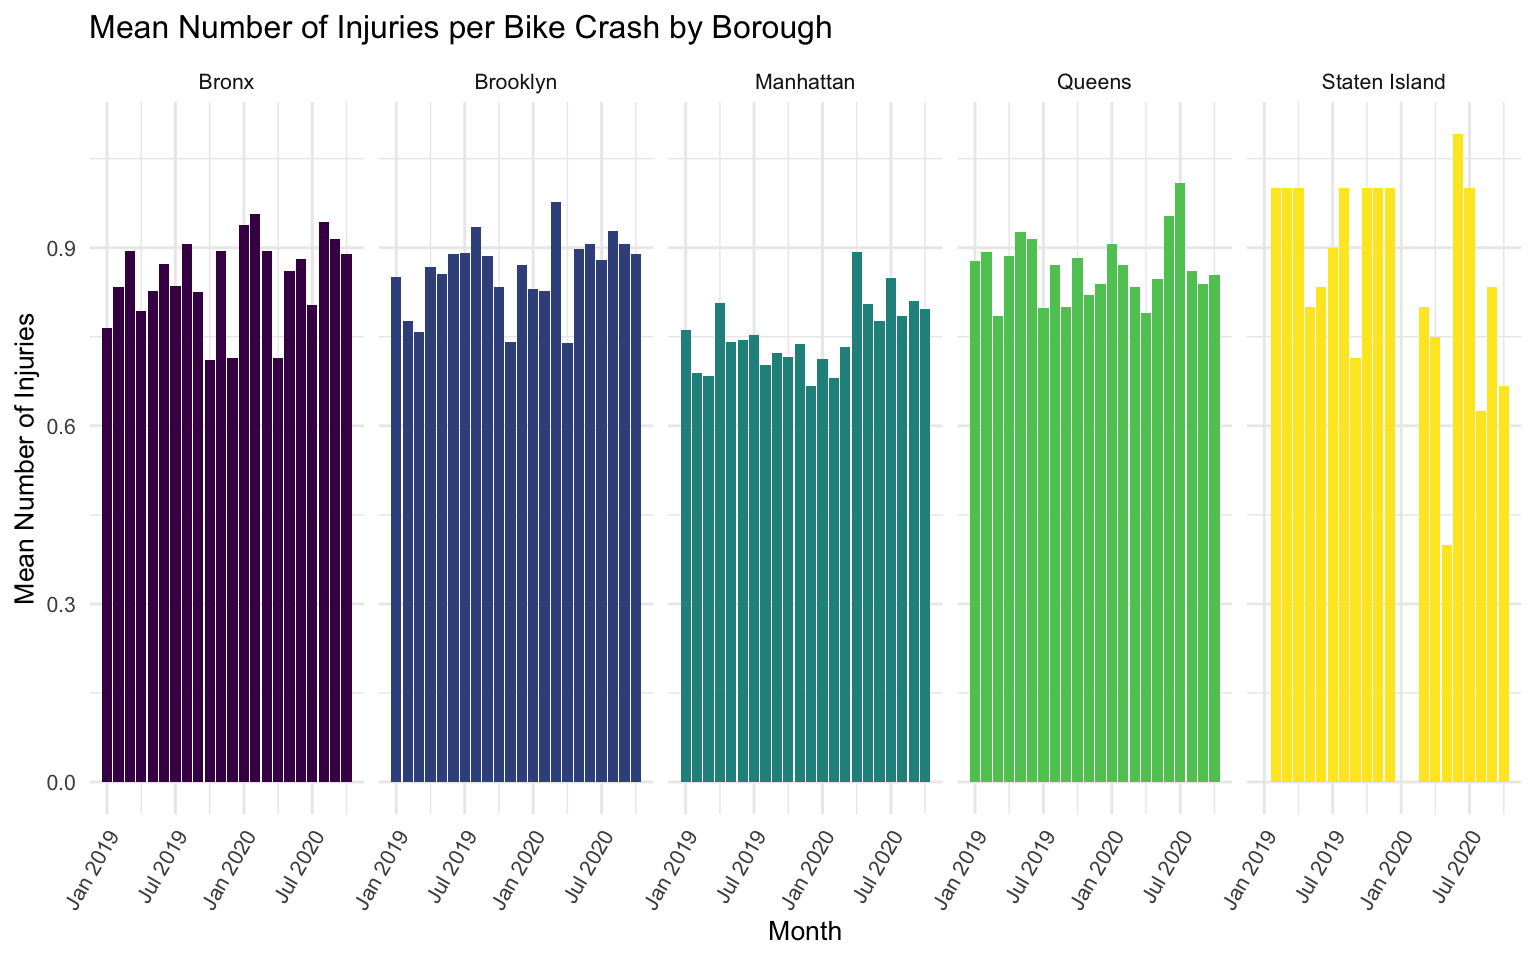 Mean Number of Injuries per Bike Crash by Borough
Bronx
Brooklyn
Manhattan
Queens
Staten Island
Mean Number of Injuries
0.9
0.6
0.3
0.0
Jan 2019
Jul 2019
Jan 2020
Jul 2020
Jan 2019
Jul 2019
Jan 2020
Jul 2020
Jan 2019
Jul 2019
Jan 2020
Jul 2020
Jan 2019
Jul 2019
Jan 2020
Jul 2020
Jan 2019
Jul 2019
Jan 2020
Jul 2020
Month